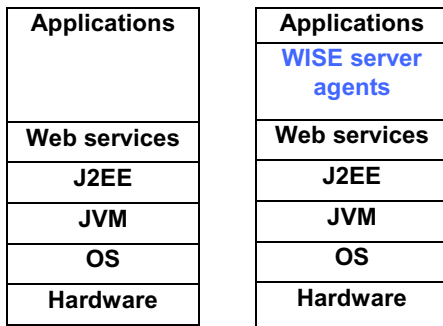 Applications
Web services
J2EE
JVM
OS
Hardware
Applications
WISE server
agents
Web services
J2EE
JVM
OS
Hardware